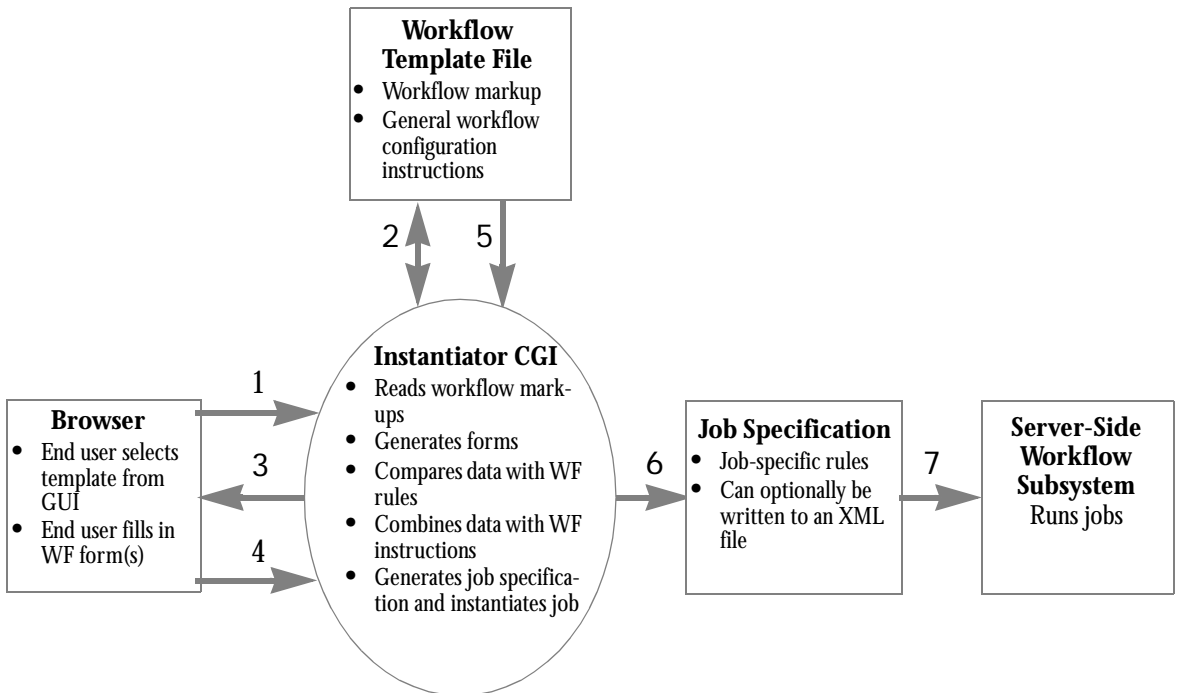 Workflow
Template File
• Workflow markup
• General workflow
configuration
instructions
2
5
Instantiator CGI
• Reads workflow mark-
ups
• Generates forms
• Compares data with WF
rules
• Combines data with WF
instructions
• Generates job specifica-
tion and instantiates job
1
3
4
Browser
• End user selects
template from
GUI
• End user fills in
WF form(s)
6
Job Specification
• Job-specific rules
• Can optionally be
written to an XML
file
7
Server-Side
Workflow
Subsystem
Runs jobs